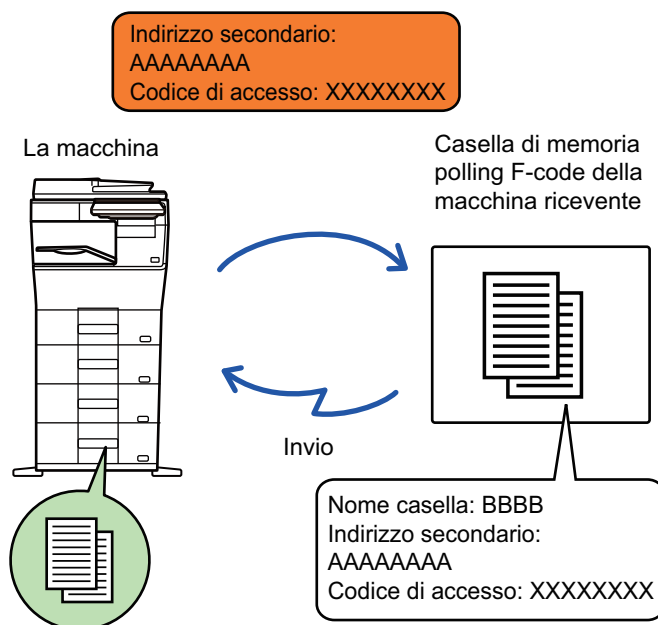 Indirizzo secondario:
AAAAAAAA
Codice di accesso: XXXXXXXX
La macchina
Casella di memoria
polling F-code della
macchina ricevente
Invio
Nome casella: BBBB
Indirizzo secondario:
AAAAAAAA
Codice di accesso: XXXXXXXX